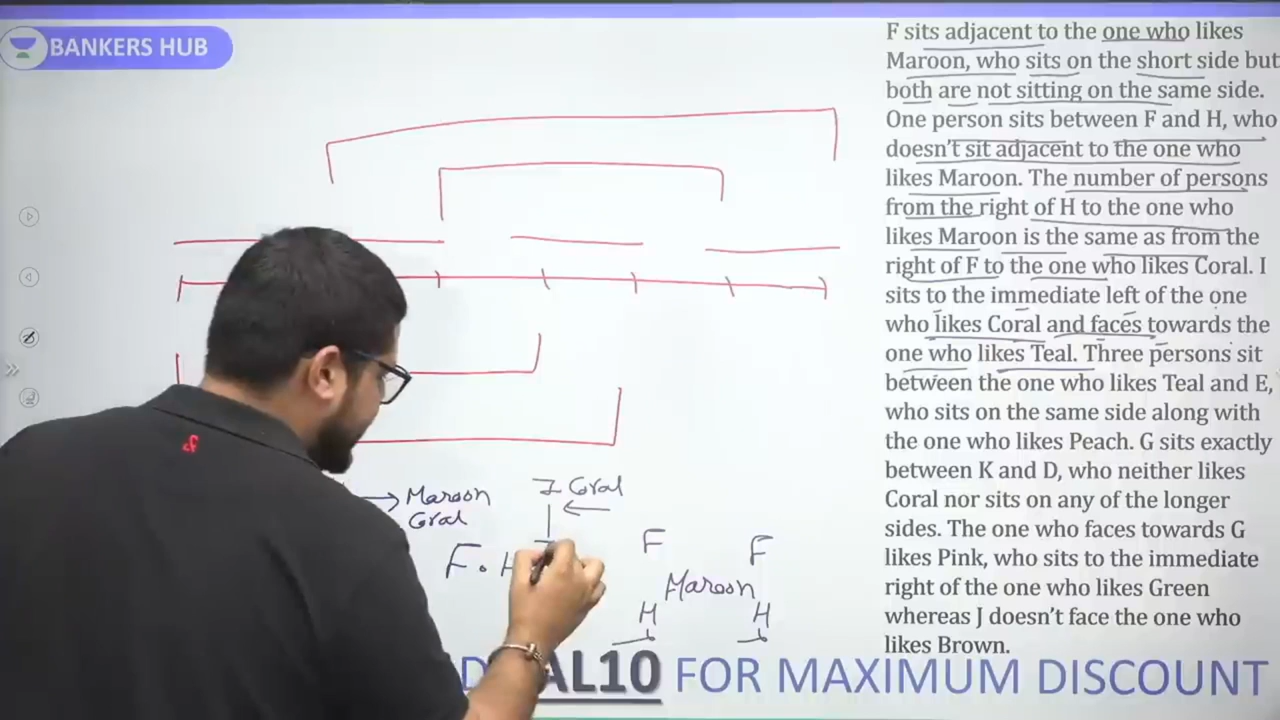 BANKERS HUB
F sits adjacent to the one who likes
Maroon, who sits on the short side but
both are not sitting on the same side.
One person sits between F and H, who
doesn't sit adjacent to the one who
likes Maroon. The number of persons
from the right of H to the one who
likes Maroon is the same as from the
right of F to the one who likes Coral. I
sits to the immediate left of the one
who likes Coral and faces towards the
one who likes Teal. Three persons sit
between the one who likes Teal and E,
who sits on the same side along with
the one who likes Peach. G sits exactly
between K and D, who neither likes
Coral nor sits on any of the longer
sides. The one who faces towards G
likes Pink, who sits to the immediate
right of the one who likes Green
whereas J doesn't face the one who
likes Brown.
Maroon
Coral
I Coral
F
F
F. H
Maroon
H
H
AL10 FOR MAXIMUM DISCOUNT